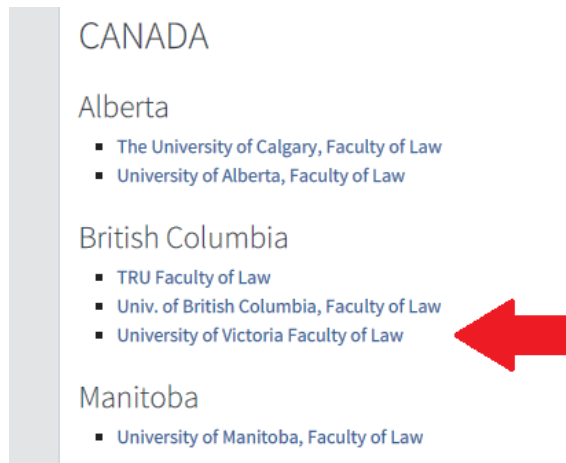 CANADA
Alberta
The University of Calgary, Faculty of Law
University of Alberta, Faculty of Law
British Columbia
TRU Faculty of Law
Univ. of British Columbia, Faculty of Law
University of Victoria Faculty of Law
Manitoba
University of Manitoba, Faculty of Law